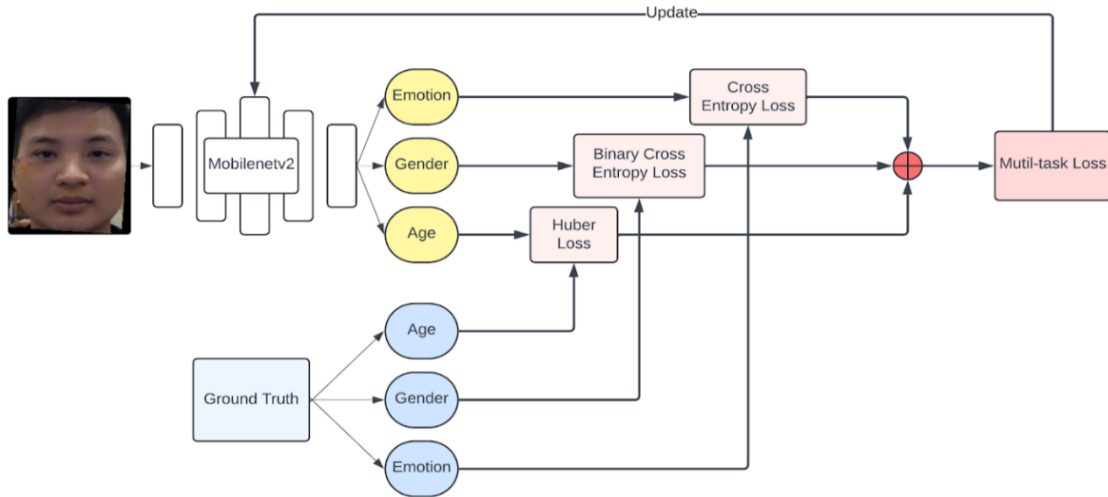 Update
Emotion
Cross
Entropy Loss
Mobilenetv2
Gender
Binary Cross
Entropy Loss
Mutil-task Loss
Age
Huber
Loss
Age
Ground Truth
Gender
Emotion